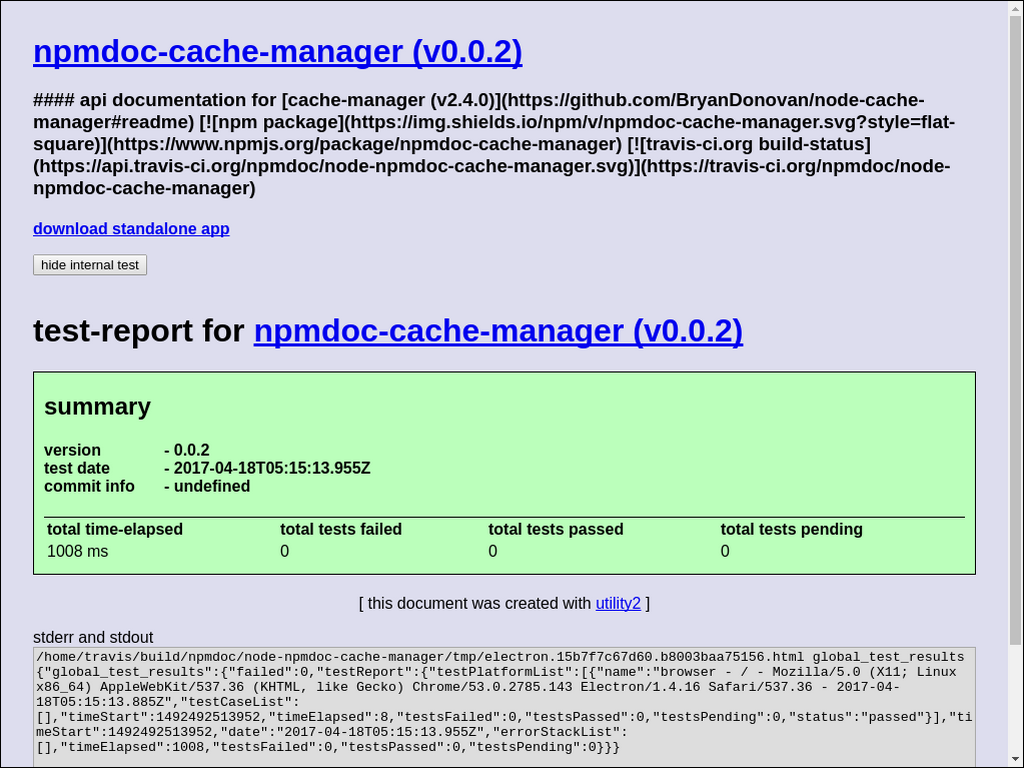 npmdoc-cache-manager (v0.0.2)
#### api documentation for [cache-manager (v2.4.0)](https://github.com/BryanDonovan/node-cache-
manager#readme) [![npm package](https://img.shields.io/npm/v/npmdoc-cache-manager.svg?style=flat-
square)](https://www.npmjs.org/package/npmdoc-cache-manager) [![travis-ci.org build-status]
(https://api.travis-ci.org/npmdoc/node-npmdoc-cache-manager.svg)](https://travis-ci.org/npmdoc/node-
npmdoc-cache-manager)
download standalone app
hide internal test
test-report for npmdoc-cache-manager (v0.0.2)
summary
version - 0.0.2
test date - 2017-04-18T05:15:13.955Z
commit info - undefined
total time-elapsed total tests failed total tests passed total tests pending
1008 ms 0 0 0
[ this document was created with utility2 ]
stderr and stdout
/home/travis/build/npmdoc/node-npmdoc-cache-manager/tmp/electron.15b7f7c67d60.b8003baa75156.html global_test_results
{"global_test_results":{"failed":0,"testReport":{"testPlatformList":[{"name":"browser - / - Mozilla/5.0 (X11; Linux
x86_64) AppleWebKit/537.36 (KHTML, like Gecko) Chrome/53.0.2785.143 Electron/1.4.16 Safari/537.36 - 2017-04-
18T05:15:13.885Z","testCaseList":
[],"timeStart":1492492513952,"timeElapsed":8,"testsFailed":0,"testsPassed":0,"testsPending":0,"status":"passed"}],"ti
meStart":1492492513952,"date":"2017-04-18T05:15:13.955Z","errorStackList":
[],"timeElapsed":1008,"testsFailed":0,"testsPassed":0,"testsPending":0}}}